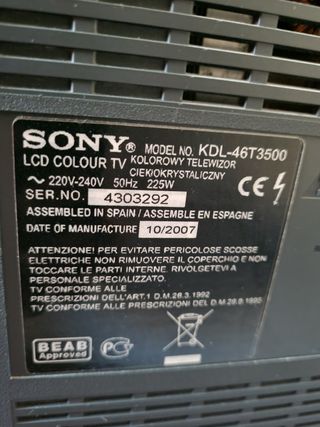 SONY® MODEL NO. KDL-46T3500
LCD COLOUR TV KOLOROWY TELEWIZOR
CIEKŁOKRYSTALICZNY
~ 220V-240V 50Hz 225W
CE
SER.NO. 4303292
ASSEMBLED IN SPAIN / ASSEMBLE EN ESPAGNE
DATE OF MANUFACTURE 10/2007
ATTENZIONE! PER EVITARE PERICOLOSE SCOSSE
ELETTRICHE NON RIMUOVERE IL COPERCHIO E NON
TOCCARE LE PARTI INTERNE. RIVOLGETEVI A
PERSONALE SPECIALIZZATO.
TV CONFORME ALLE
PRESCRIZIONI DELL'ART.1 D.M.26.3.1992
TV CONFORME ALLE PRESCRIZIONI DEL D.M-26.8.1995
BEAB
Approved